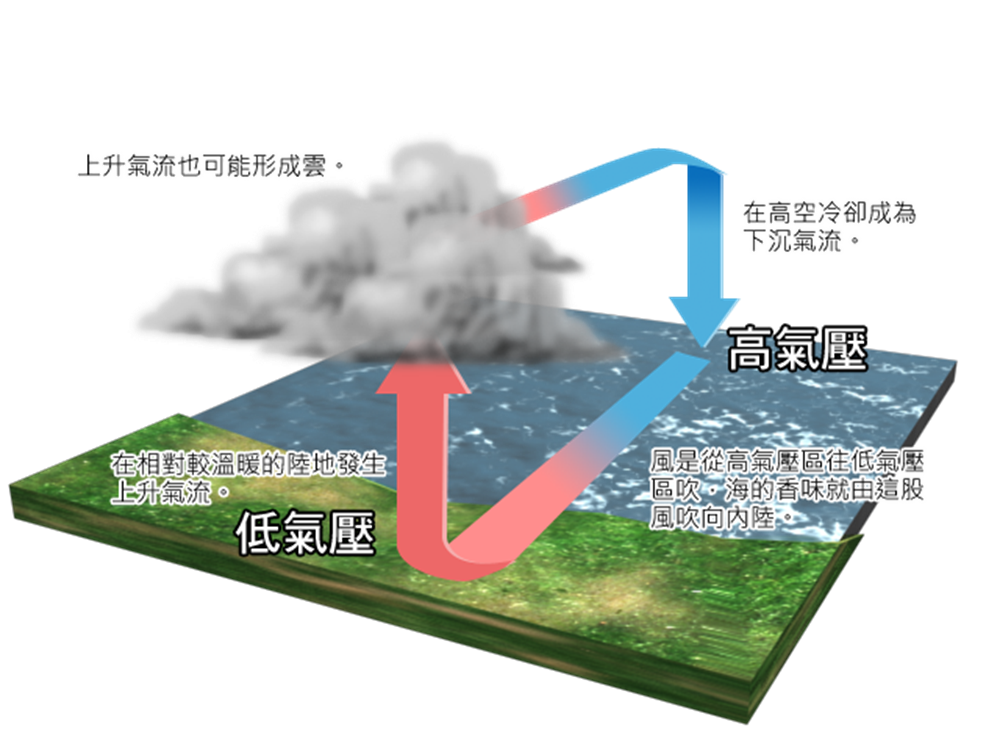 上升氣流也可能形成雲。
在高空冷卻成為
下沉氣流。
高氣壓
在相對較溫暖的陸地發生
上升氣流。
低氣壓
風是從高氣壓區往低氣壓
區吹，海的香味就由這股
風吹向內陸。